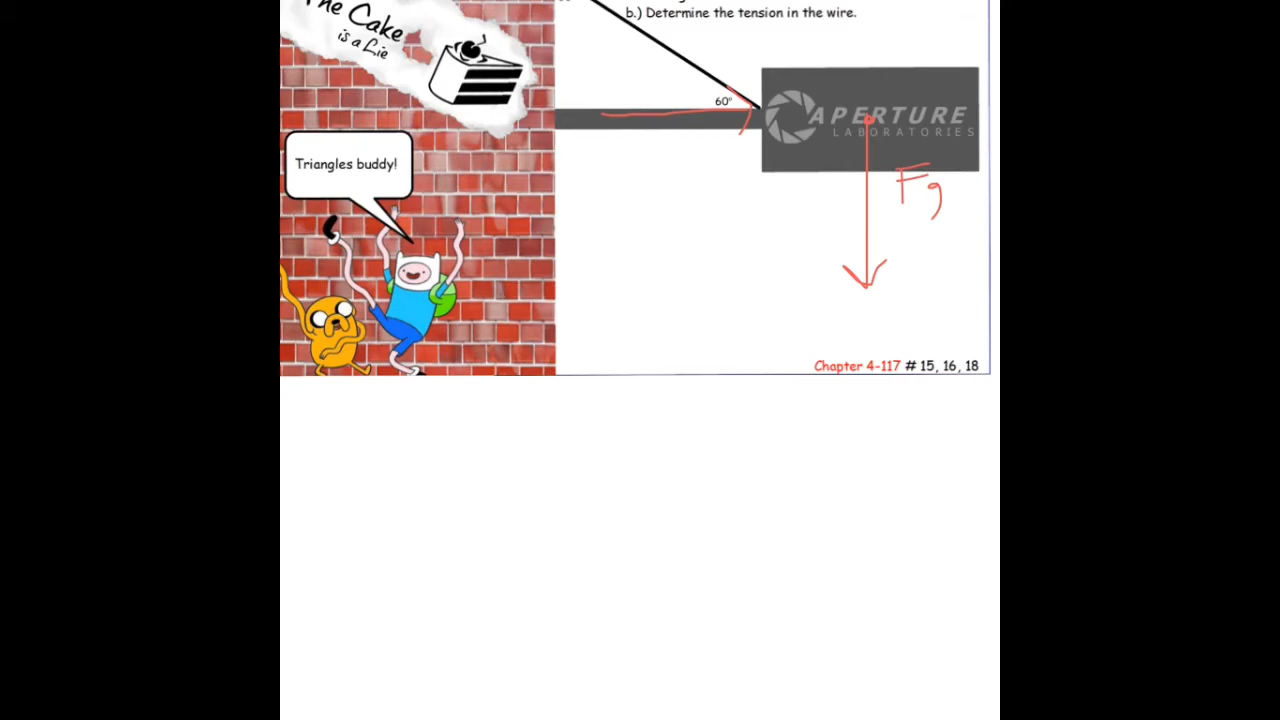 The Cake
is a Lie
b.) Determine the tension in the wire.
60°
APERTURE
LABORATORIES
Triangles buddy!
Fg
Chapter 4-117 # 15, 16, 18